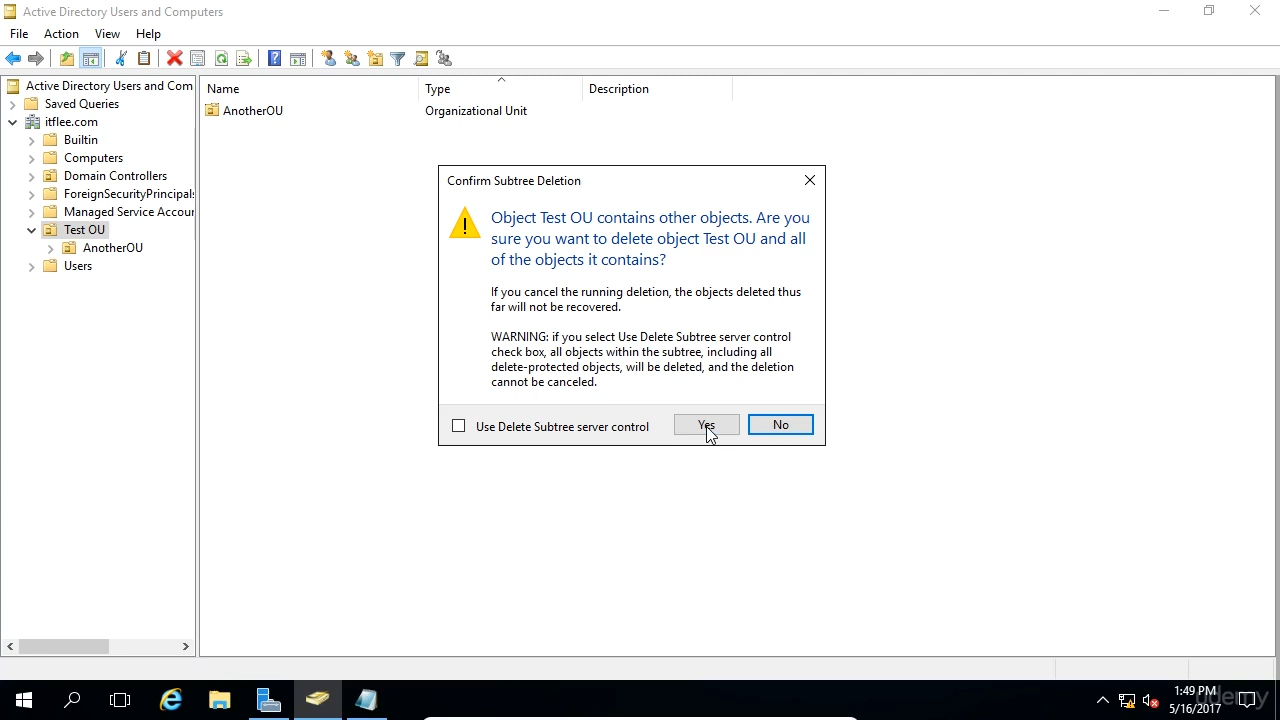 Active Directory Users and Computers
File Action View Help
Active Directory Users and Com
Saved Queries
itflee.com
Builtin
Computers
Domain Controllers
ForeignSecurityPrincipals
Managed Service Accour
Test OU
AnotherOU
Users
Name Type Description
AnotherOU Organizational Unit
Confirm Subtree Deletion
Object Test OU contains other objects. Are you
sure you want to delete object Test OU and all
of the objects it contains?
If you cancel the running deletion, the objects deleted thus
far will not be recovered.
WARNING: if you select Use Delete Subtree server control
check box, all objects within the subtree, including all
delete-protected objects, will be deleted, and the deletion
cannot be canceled.
Use Delete Subtree server control Yes No
1:49 PM
5/16/2017
udemy